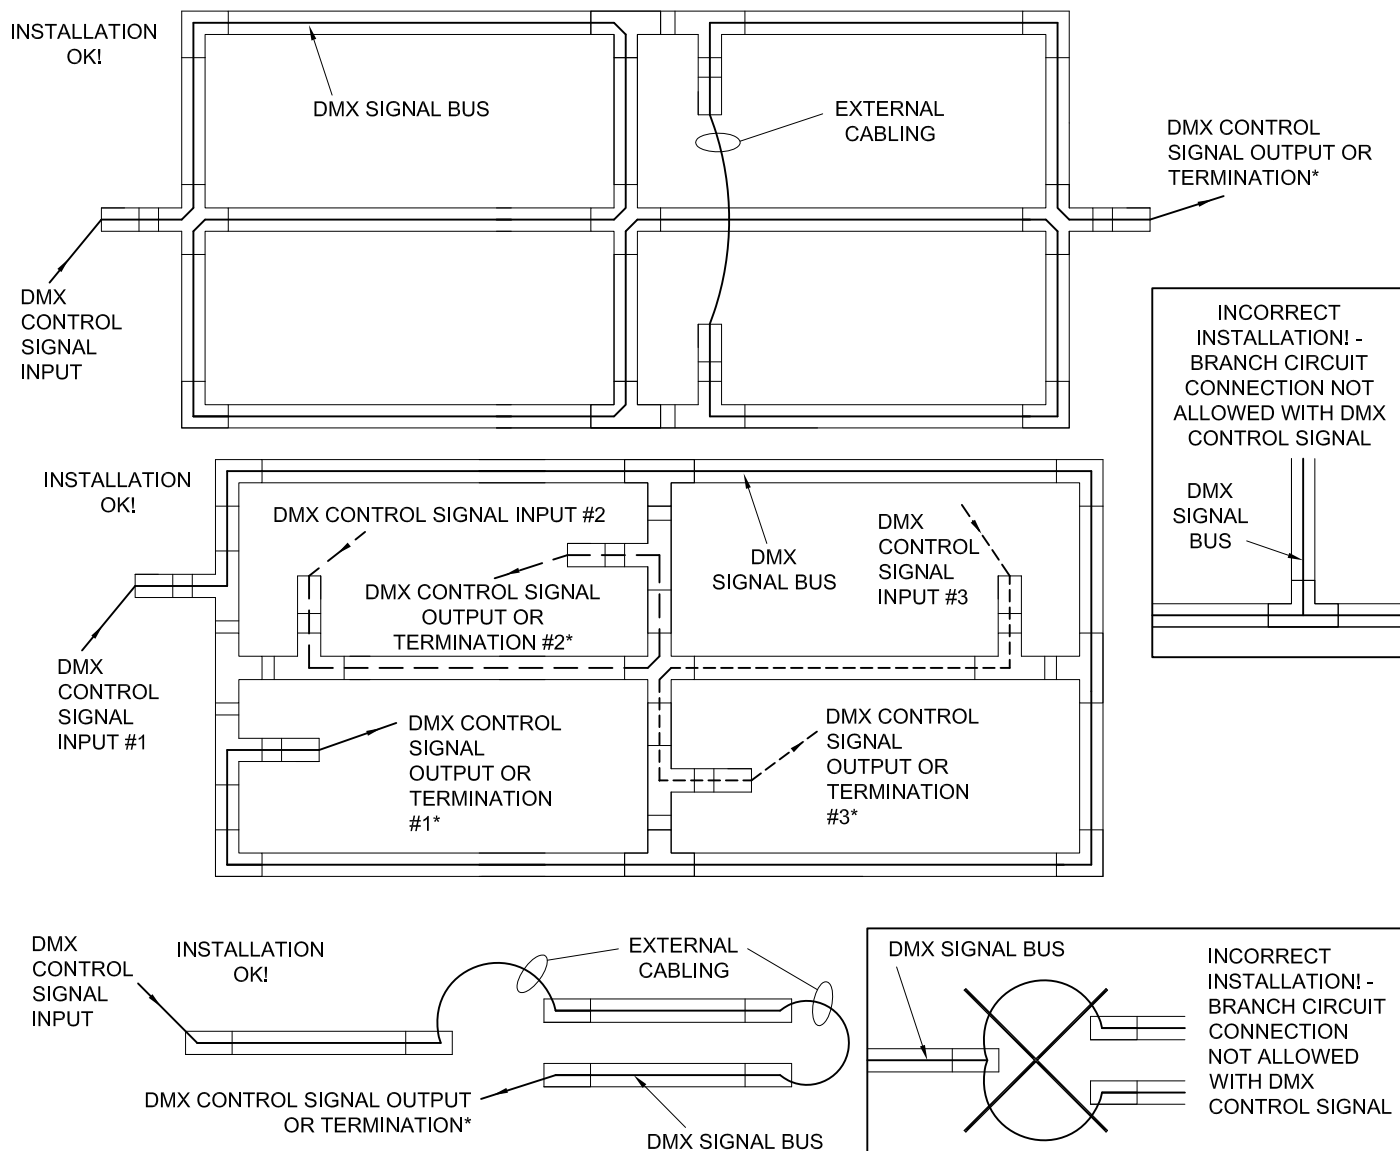 INSTALLATION
OK!
DMX SIGNAL BUS
EXTERNAL
CABLING
DMX CONTROL
SIGNAL OUTPUT OR
TERMINATION*
DMX
CONTROL
SIGNAL
INPUT
INCORRECT
INSTALLATION! -
BRANCH CIRCUIT
CONNECTION NOT
ALLOWED WITH DMX
CONTROL SIGNAL
DMX
SIGNAL
BUS
INSTALLATION
OK!
DMX CONTROL SIGNAL INPUT #2
DMX CONTROL SIGNAL
OUTPUT OR
TERMINATION #2*
DMX
SIGNAL BUS
DMX
CONTROL
SIGNAL
INPUT #3
DMX
CONTROL
SIGNAL
INPUT #1
DMX CONTROL
SIGNAL
OUTPUT OR
TERMINATION
#1*
DMX CONTROL
SIGNAL
OUTPUT OR
TERMINATION
#3*
DMX
CONTROL
SIGNAL
INPUT
INSTALLATION
OK!
EXTERNAL
CABLING
DMX CONTROL SIGNAL OUTPUT
OR TERMINATION*
DMX SIGNAL BUS
DMX SIGNAL BUS
INCORRECT
INSTALLATION! -
BRANCH CIRCUIT
CONNECTION
NOT ALLOWED
WITH DMX
CONTROL SIGNAL